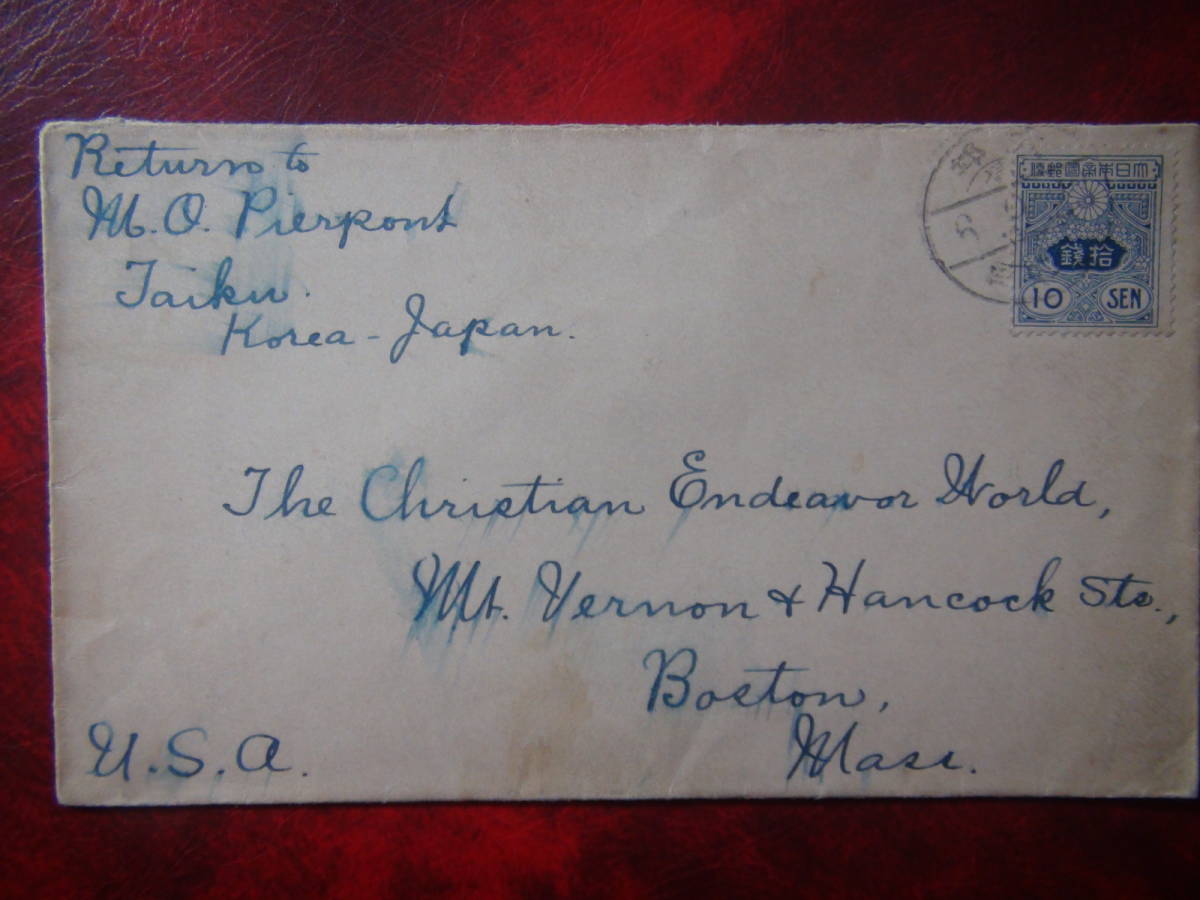 Return to
M. O. Pierpont
Taiku.
Korea - Japan.
大日本帝國郵便
拾錢
10 SEN
The Christian Endeavor World,
Mt. Vernon & Hancock Sts.,
Boston,
Mass.
U.S.A.